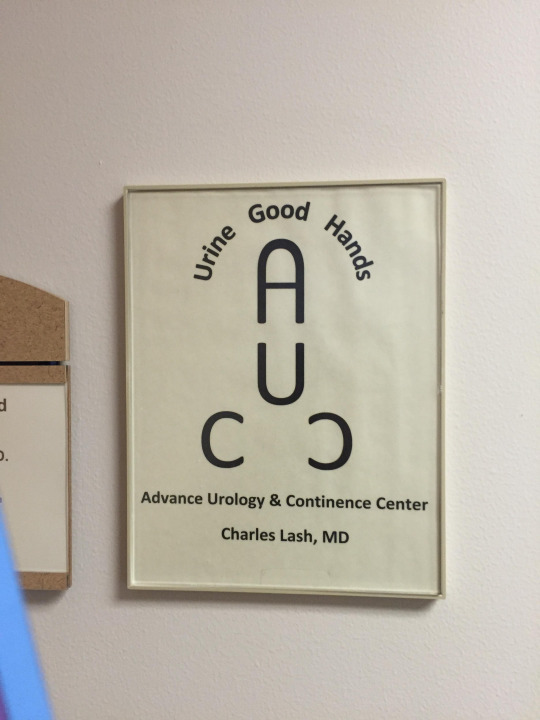 Urine Good Hands
A
U
C C
Advance Urology & Continence Center
Charles Lash, MD
d
o.